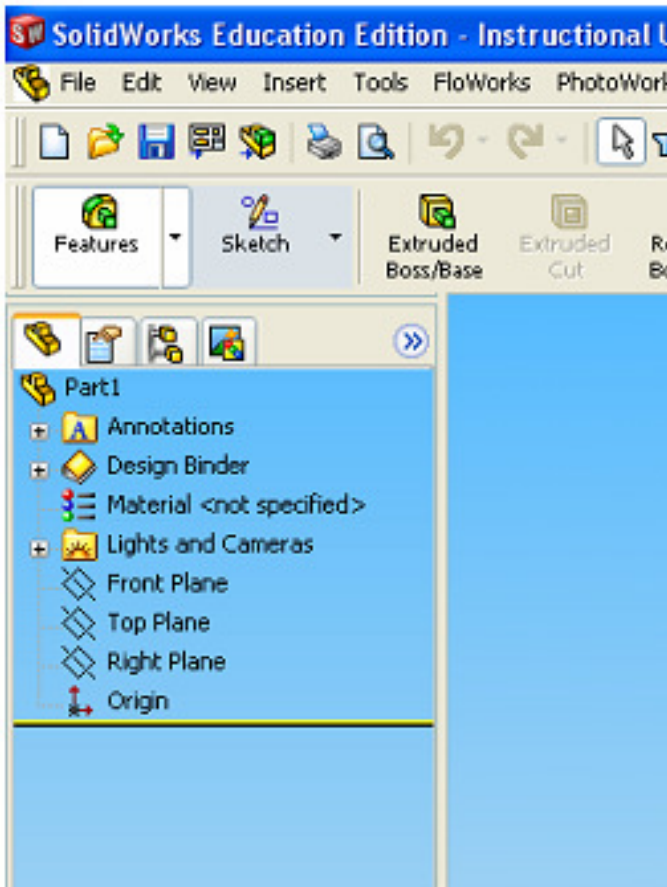 SolidWorks Education Edition - Instructional
File Edit View Insert Tools FloWorks PhotoWork
Features Sketch Extruded Boss/Base Extruded Cut
Part1
Annotations
Design Binder
Material <not specified>
Lights and Cameras
Front Plane
Top Plane
Right Plane
Origin